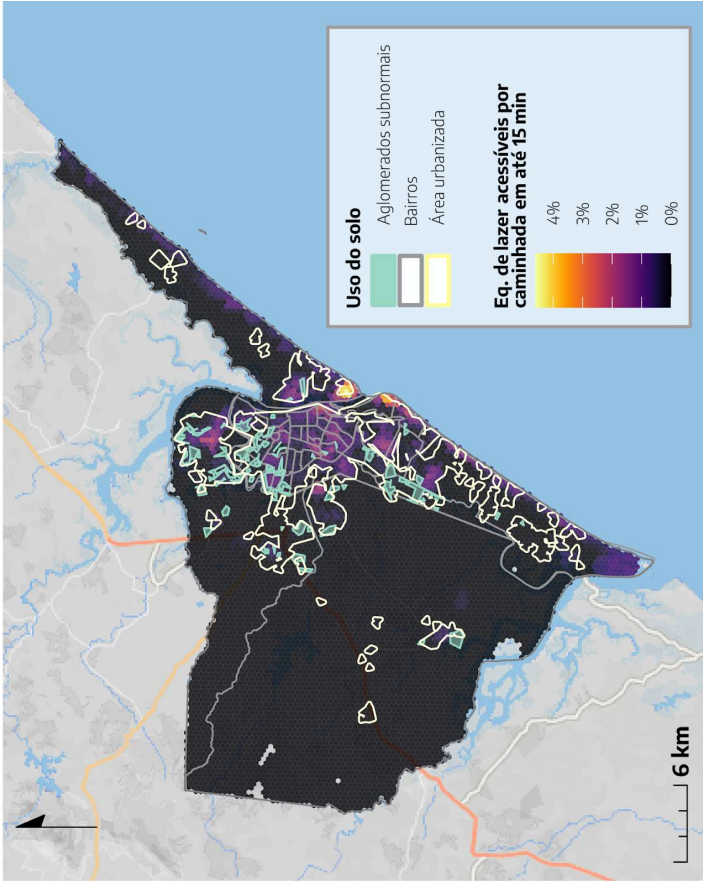 Uso do solo
Aglomerados subnormais
Bairros
Área urbanizada
Eq. de lazer acessíveis por
caminhada em até 15 min
4%
3%
2%
1%
0%
6 km